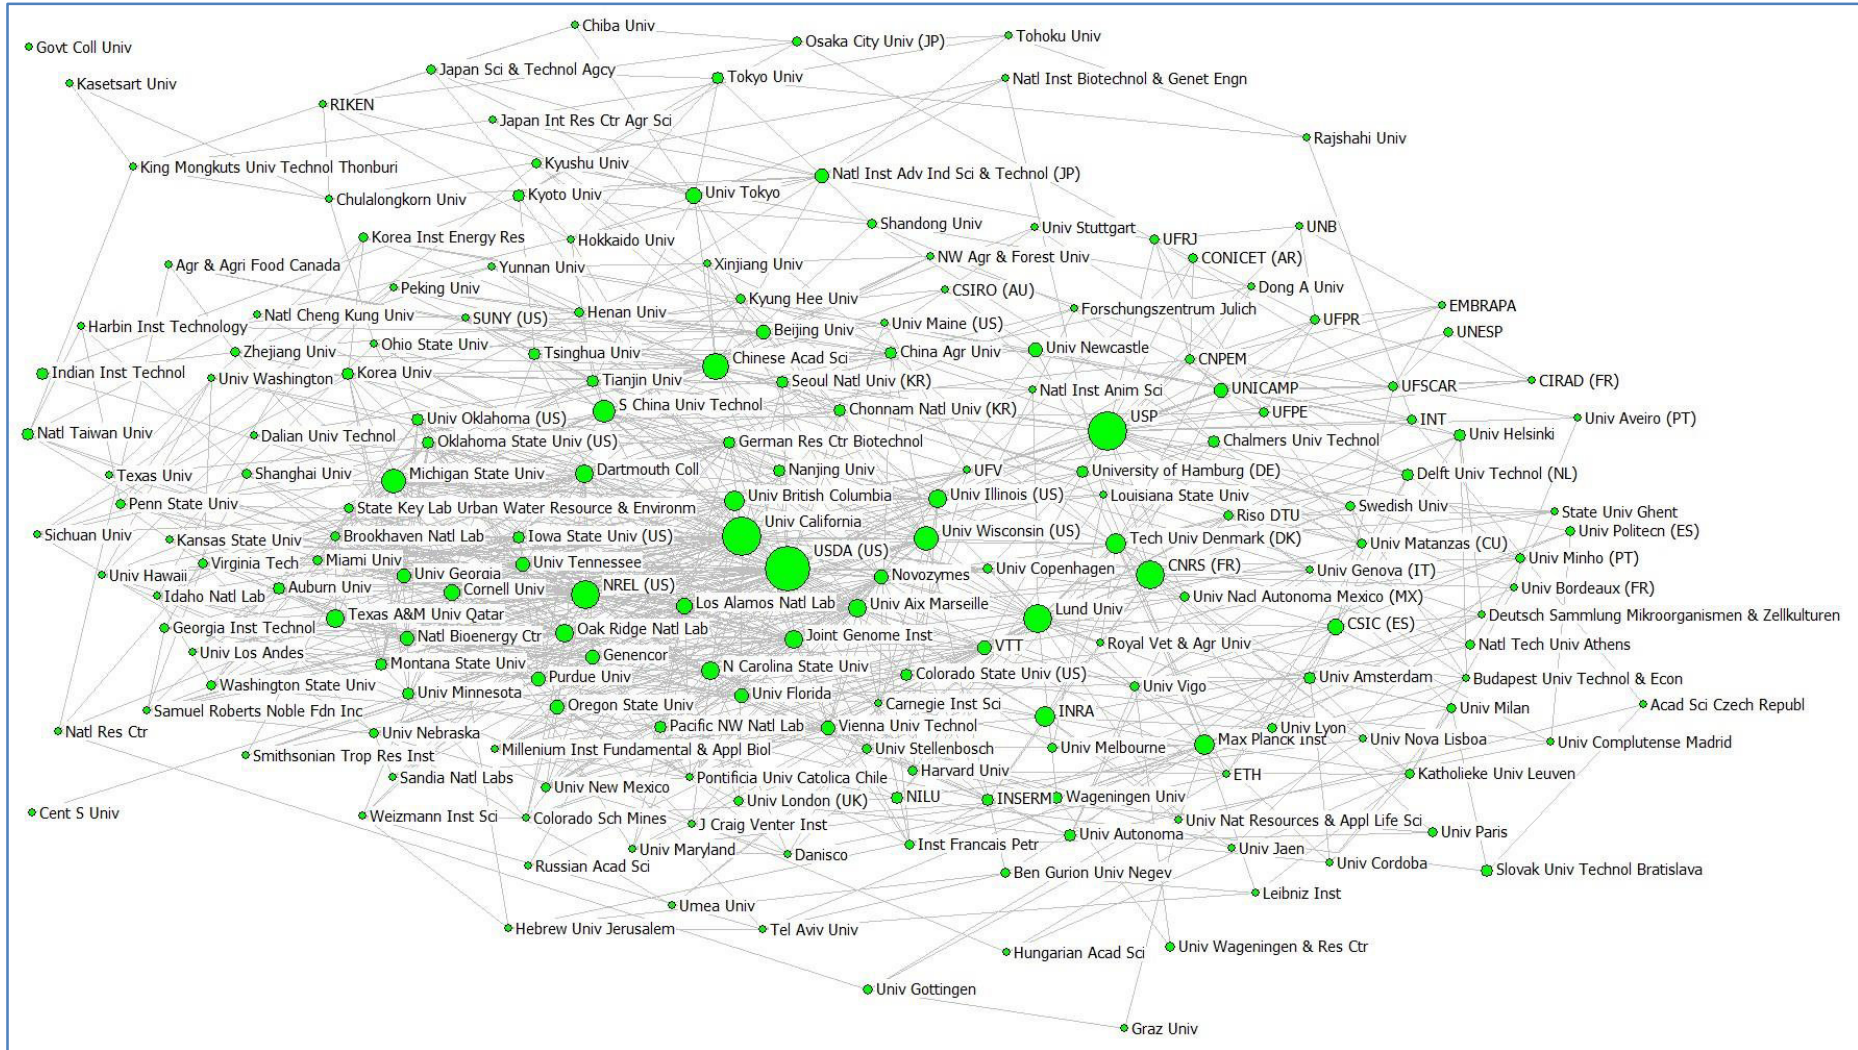 Chiba Univ
Tohoku Univ
Osaka City Univ (JP)
Govt Coll Univ
Japan Sci & Technol Agcy
Tokyo Univ
Natl Inst Biotechnol & Genet Engn
Kasetsart Univ
RIKEN
Japan Int Res Ctr Agr Sci
Rajshahi Univ
Kyushu Univ
King Mongkuts Univ Technol Thonburi
Natl Inst Adv Ind Sci & Technol (JP)
Kyoto Univ
Univ Tokyo
Chulalongkorn Univ
Shandong Univ
Univ Stuttgart
UNB
Korea Inst Energy Res
Hokkaido Univ
UFRJ
NW Agr & Forest Univ
CONICET (AR)
Agr & Agri Food Canada
Yunnan Univ
Xinjiang Univ
Peking Univ
CSIRO (AU)
Dong A Univ
Kyung Hee Univ
EMBRAPA
Forschungszentrum Julich
Natl Cheng Kung Univ
SUNY (US)
Henan Univ
UFPR
Harbin Inst Technology
Univ Maine (US)
Beijing Univ
UNESP
Ohio State Univ
Zhejiang Univ
Tsinghua Univ
China Agr Univ
Univ Newcastle
Chinese Acad Sci
CNPEM
Indian Inst Technol
Univ Washington
Korea Univ
Tianjin Univ
Seoul Natl Univ (KR)
Natl Inst Anim Sci
UNICAMP
UFSCAR
CIRAD (FR)
S China Univ Technol
Chonnam Natl Univ (KR)
UFPE
USP
Univ Oklahoma (US)
INT
Univ Aveiro (PT)
Natl Taiwan Univ
Dalian Univ Technol
Oklahoma State Univ (US)
German Res Ctr Biotechnol
Chalmers Univ Technol
Univ Helsinki
Texas Univ
Shanghai Univ
Michigan State Univ
Dartmouth Coll
Nanjing Univ
UFV
University of Hamburg (DE)
Delft Univ Technol (NL)
Penn State Univ
State Key Lab Urban Water Resource & Environm
Univ British Columbia
Univ Illinois (US)
Louisiana State Univ
Swedish Univ
State Univ Ghent
Riso DTU
Univ California
Sichuan Univ
Kansas State Univ
Brookhaven Natl Lab
Iowa State Univ (US)
Univ Wisconsin (US)
Tech Univ Denmark (DK)
Univ Matanzas (CU)
Univ Politecn (ES)
Virginia Tech
Miami Univ
Univ Tennessee
USDA (US)
Univ Minho (PT)
Univ Hawaii
Univ Georgia
Novozymes
Univ Copenhagen
CNRS (FR)
Univ Genova (IT)
Idaho Natl Lab
Auburn Univ
Cornell Univ
NREL (US)
Univ Bordeaux (FR)
Los Alamos Natl Lab
Univ Aix Marseille
Univ Nacl Autonoma Mexico (MX)
Texas A&M Univ Qatar
Lund Univ
Deutsch Sammlung Mikroorganismen & Zellkulturen
Georgia Inst Technol
Natl Bioenergy Ctr
Oak Ridge Natl Lab
Joint Genome Inst
CSIC (ES)
Univ Los Andes
Genencor
VTT
Royal Vet & Agr Univ
Natl Tech Univ Athens
Montana State Univ
Purdue Univ
N Carolina State Univ
Colorado State Univ (US)
Univ Amsterdam
Budapest Univ Technol & Econ
Washington State Univ
Univ Minnesota
Univ Florida
Univ Vigo
Samuel Roberts Noble Fdn Inc
Oregon State Univ
Carnegie Inst Sci
INRA
Univ Milan
Acad Sci Czech Republ
Natl Res Ctr
Univ Nebraska
Pacific NW Natl Lab
Vienna Univ Technol
Univ Lyon
Smithsonian Trop Res Inst
Millenium Inst Fundamental & Appl Biol
Univ Stellenbosch
Univ Melbourne
Max Planck Inst
Univ Nova Lisboa
Univ Complutense Madrid
Sandia Natl Labs
Pontificia Univ Catolica Chile
Harvard Univ
ETH
Katholieke Univ Leuven
Univ New Mexico
Univ London (UK)
NILU
INSERM
Wageningen Univ
Cent S Univ
Weizmann Inst Sci
Colorado Sch Mines
J Craig Venter Inst
Univ Nat Resources & Appl Life Sci
Univ Autonoma
Univ Paris
Univ Maryland
Danisco
Inst Francais Petr
Univ Jaen
Russian Acad Sci
Ben Gurion Univ Negev
Univ Cordoba
Slovak Univ Technol Bratislava
Leibniz Inst
Umea Univ
Hebrew Univ Jerusalem
Tel Aviv Univ
Hungarian Acad Sci
Univ Wageningen & Res Ctr
Univ Gottingen
Graz Univ